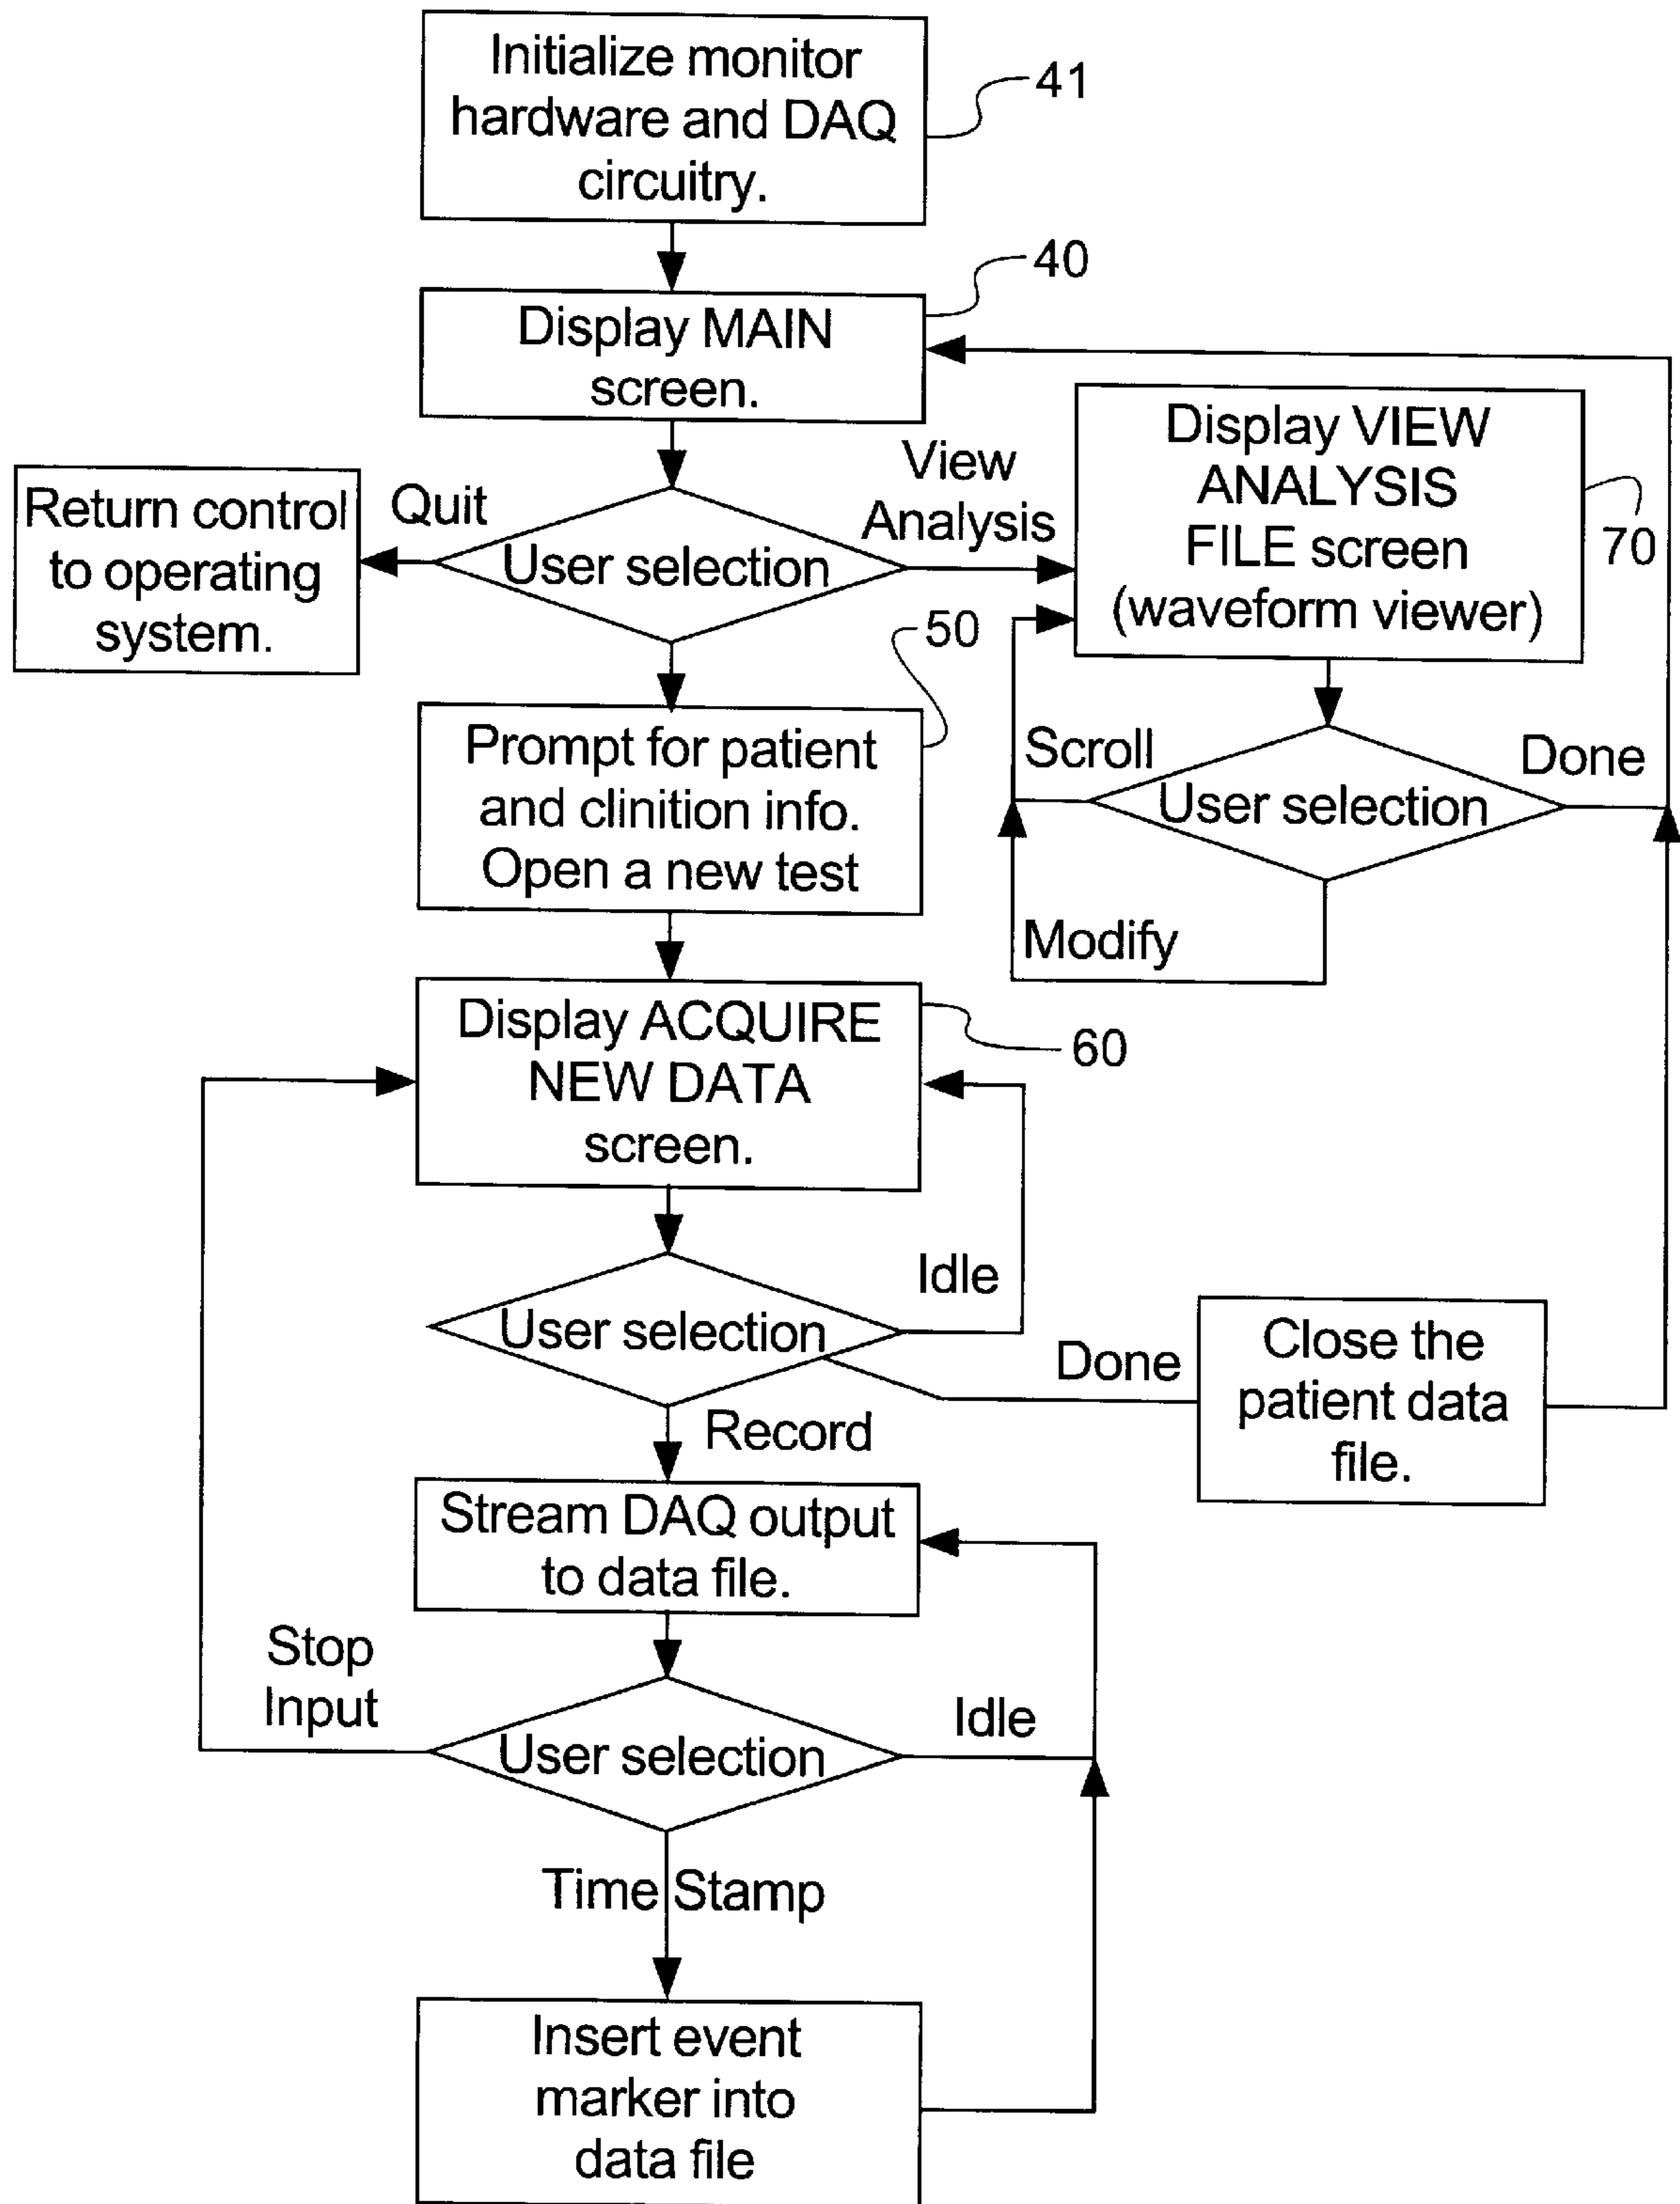 Initialize monitor
hardware and DAQ
circuitry.
41
40
Display MAIN
screen.
View
Analysis
Quit
Return control
to operating
system.
User selection
Display VIEW
ANALYSIS
FILE screen
(waveform viewer)
70
50
Prompt for patient
and clinition info.
Open a new test
Scroll
User selection
Done
Modify
Display ACQUIRE
NEW DATA
screen.
60
Idle
User selection
Done
Close the
patient data
file.
Record
Stream DAQ output
to data file.
Stop
Input
User selection
Idle
Time Stamp
Insert event
marker into
data file